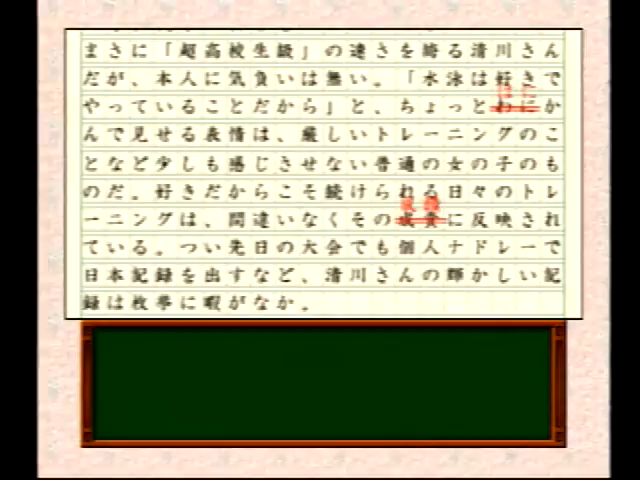 まさに「超高校生級」の速さを誇る清川さん
だが、本人に気負いは無い。「水泳は好きで
はに
やっていることだから」と、ちょっとわにか
んで見せる表情は、厳しいトレーニングのこ
となど少しも感じさせない普通の女の子のも
のだ。好きだからこそ続けられる日々のトレ
成績
ーニングは、間違いなくその成責に反映され
ている。つい先日の大会でも個人ナドレーで
日本記録を出すなど、清川さんの輝かしい記
録は枚挙に暇がなか。